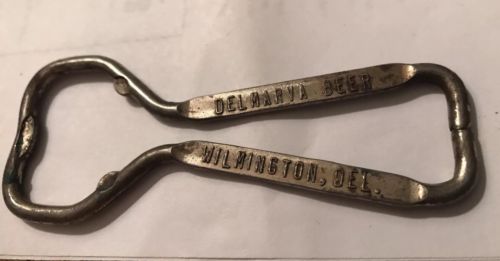 DELMARVA BEER
WILMINGTON, DEL.